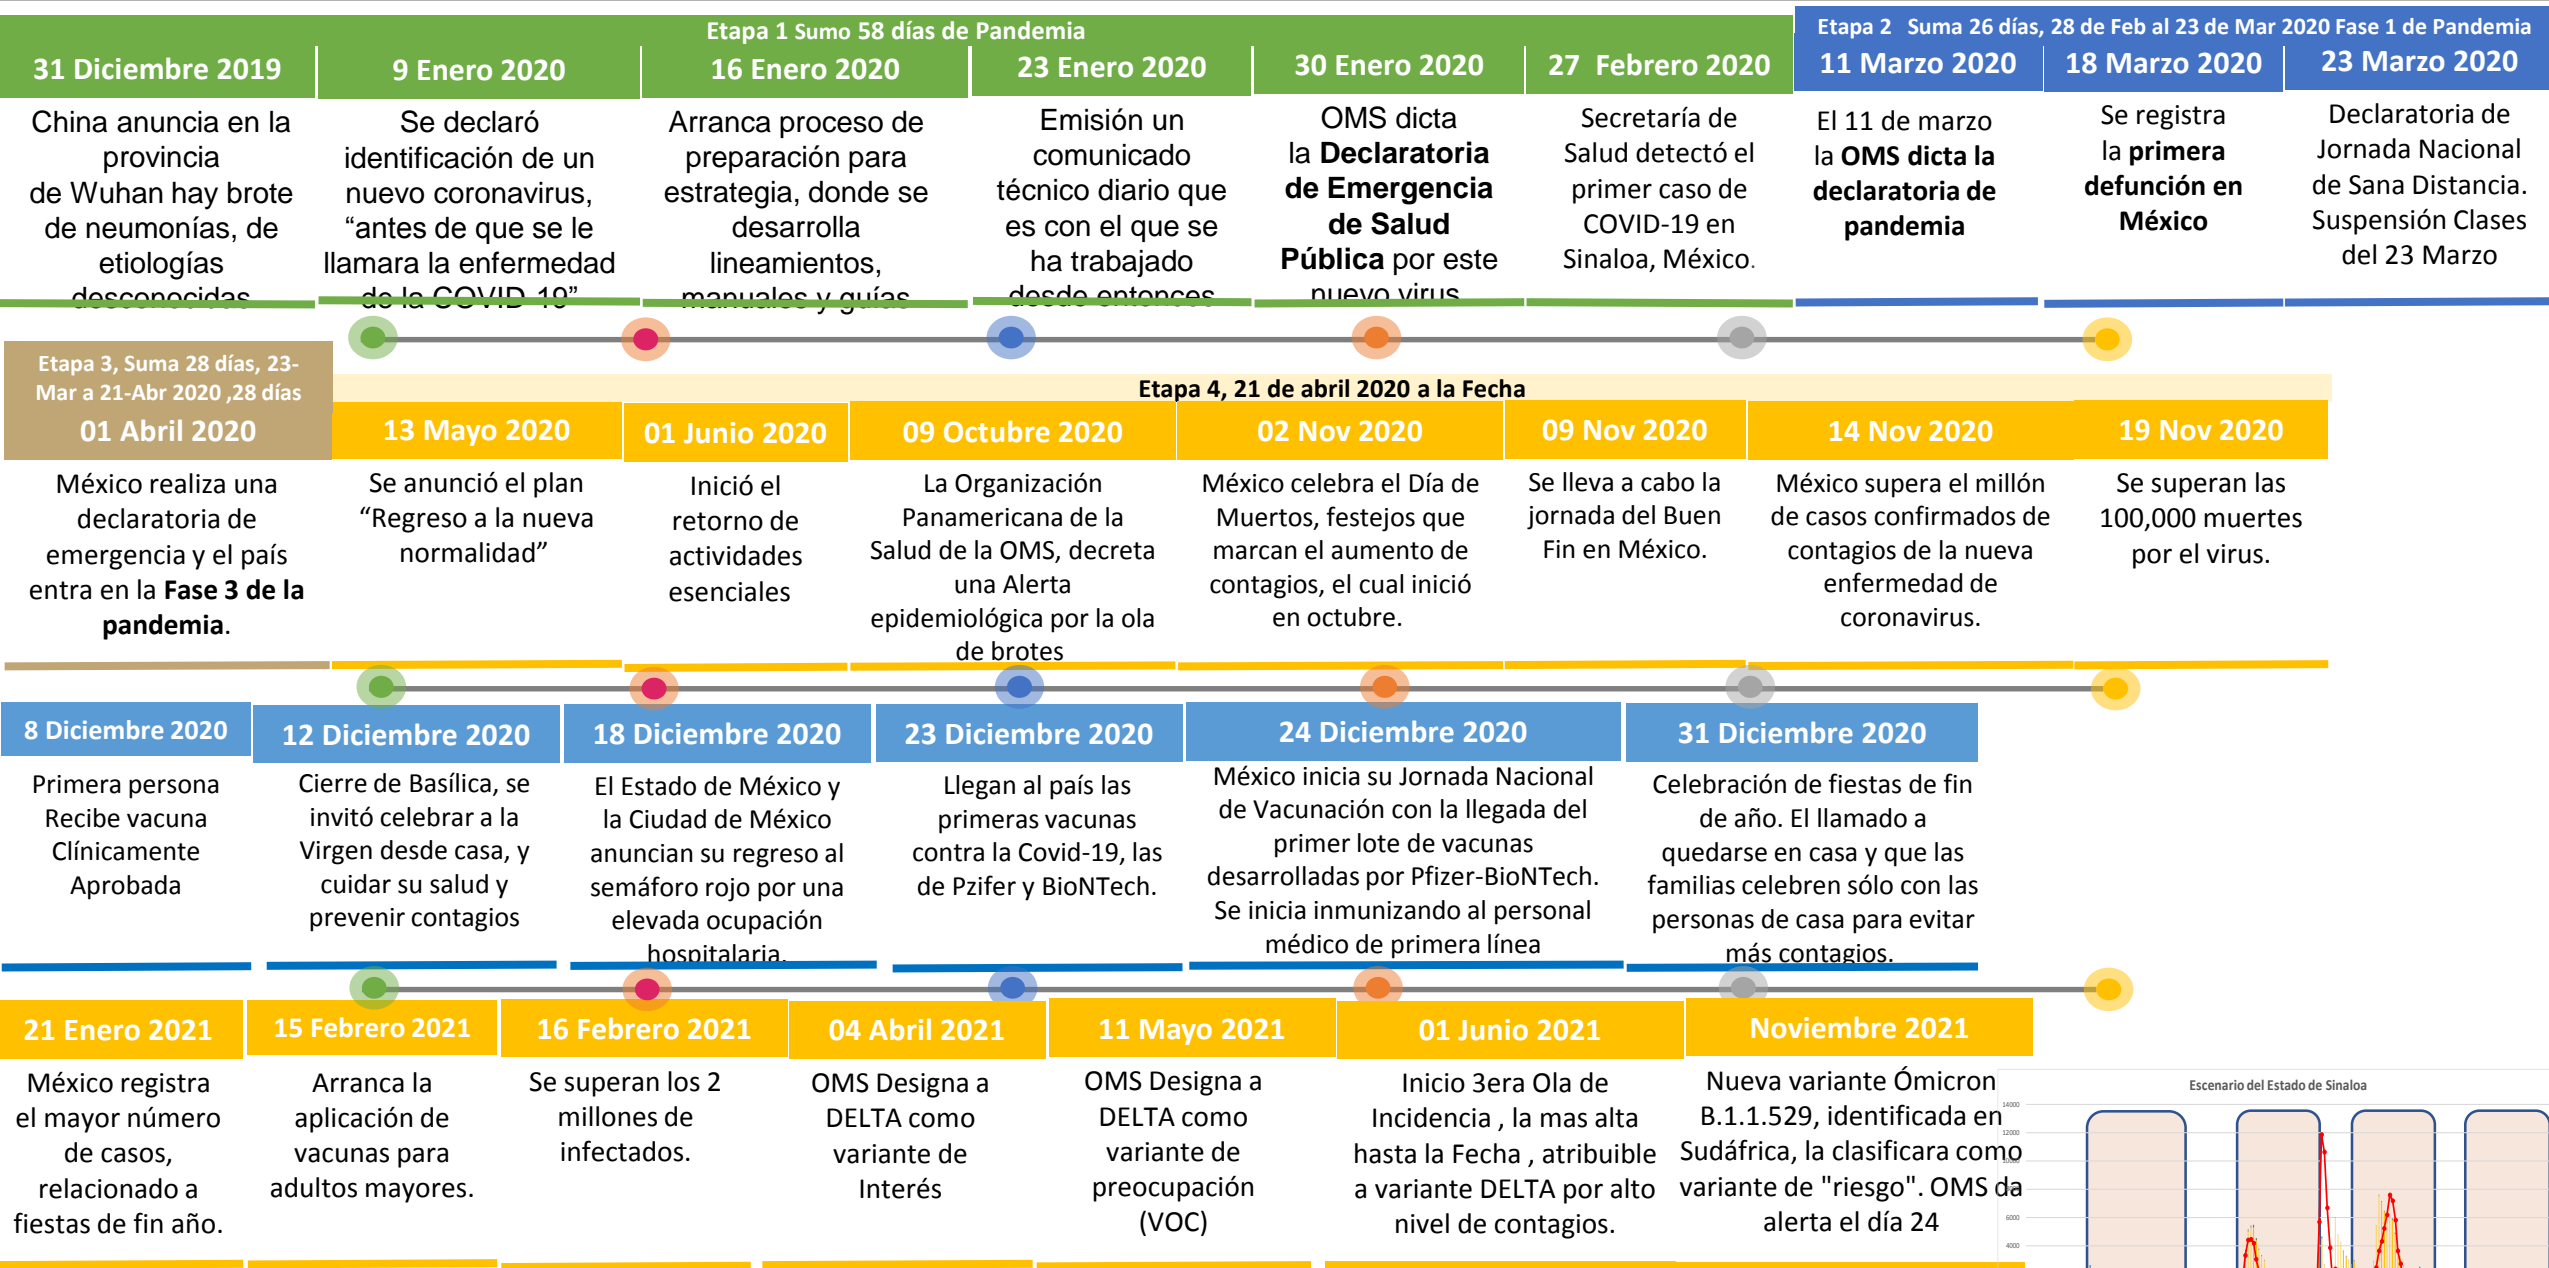 Etapa 1 Sumo 58 días de Pandemia
Etapa 2 Suma 26 días, 28 de Feb al 23 de Mar 2020 Fase 1 de Pandemia
31 Diciembre 2019
China anuncia en la
provincia
de Wuhan hay brote
de neumonías, de
etiologías
desconocidas
9 Enero 2020
Se declaró
identificación de un
nuevo coronavirus,
“antes de que se le
llamara la enfermedad
de la COVID-19”
16 Enero 2020
Arranca proceso de
preparación para
estrategia, donde se
desarrolla
lineamientos,
manuales y guías
23 Enero 2020
Emisión un
comunicado
técnico diario que
es con el que se
ha trabajado
desde entonces
30 Enero 2020
OMS dicta
la Declaratoria
de Emergencia
de Salud
Pública por este
nuevo virus
27 Febrero 2020
Secretaría de
Salud detectó el
primer caso de
COVID-19 en
Sinaloa, México.
11 Marzo 2020
El 11 de marzo
la OMS dicta la
declaratoria de
pandemia
18 Marzo 2020
Se registra
la primera
defunción en
México
23 Marzo 2020
Declaratoria de
Jornada Nacional
de Sana Distancia.
Suspensión Clases
del 23 Marzo
Etapa 3, Suma 28 días, 23-
Mar a 21-Abr 2020 ,28 días
Etapa 4, 21 de abril 2020 a la Fecha
01 Abril 2020
México realiza una
declaratoria de
emergencia y el país
entra en la Fase 3 de la
pandemia.
13 Mayo 2020
Se anunció el plan
“Regreso a la nueva
normalidad”
01 Junio 2020
Inició el
retorno de
actividades
esenciales
09 Octubre 2020
La Organización
Panamericana de la
Salud de la OMS, decreta
una Alerta
epidemiológica por la ola
de brotes
02 Nov 2020
México celebra el Día de
Muertos, festejos que
marcan el aumento de
contagios, el cual inició
en octubre.
09 Nov 2020
Se lleva a cabo la
jornada del Buen
Fin en México.
14 Nov 2020
México supera el millón
de casos confirmados de
contagios de la nueva
enfermedad de
coronavirus.
19 Nov 2020
Se superan las
100,000 muertes
por el virus.
8 Diciembre 2020
Primera persona
Recibe vacuna
Clínicamente
Aprobada
12 Diciembre 2020
Cierre de Basílica, se
invitó celebrar a la
Virgen desde casa, y
cuidar su salud y
prevenir contagios
18 Diciembre 2020
El Estado de México y
la Ciudad de México
anuncian su regreso al
semáforo rojo por una
elevada ocupación
hospitalaria.
23 Diciembre 2020
Llegan al país las
primeras vacunas
contra la Covid-19, las
de Pzifer y BioNTech.
24 Diciembre 2020
México inicia su Jornada Nacional
de Vacunación con la llegada del
primer lote de vacunas
desarrolladas por Pfizer-BioNTech.
Se inicia inmunizando al personal
médico de primera línea
31 Diciembre 2020
Celebración de fiestas de fin
de año. El llamado a
quedarse en casa y que las
familias celebren sólo con las
personas de casa para evitar
más contagios.
21 Enero 2021
México registra
el mayor número
de casos,
relacionado a
fiestas de fin año.
15 Febrero 2021
Arranca la
aplicación de
vacunas para
adultos mayores.
16 Febrero 2021
Se superan los 2
millones de
infectados.
04 Abril 2021
OMS Designa a
DELTA como
variante de
Interés
11 Mayo 2021
OMS Designa a
DELTA como
variante de
preocupación
(VOC)
01 Junio 2021
Inicio 3era Ola de
Incidencia , la mas alta
hasta la Fecha , atribuible
a variante DELTA por alto
nivel de contagios.
Noviembre 2021
Nueva variante Ómicron
B.1.1.529, identificada en
Sudáfrica, la clasificara como
variante de "riesgo". OMS da
alerta el día 24
Escenario del Estado de Sinaloa
14000
12000
6000
4000